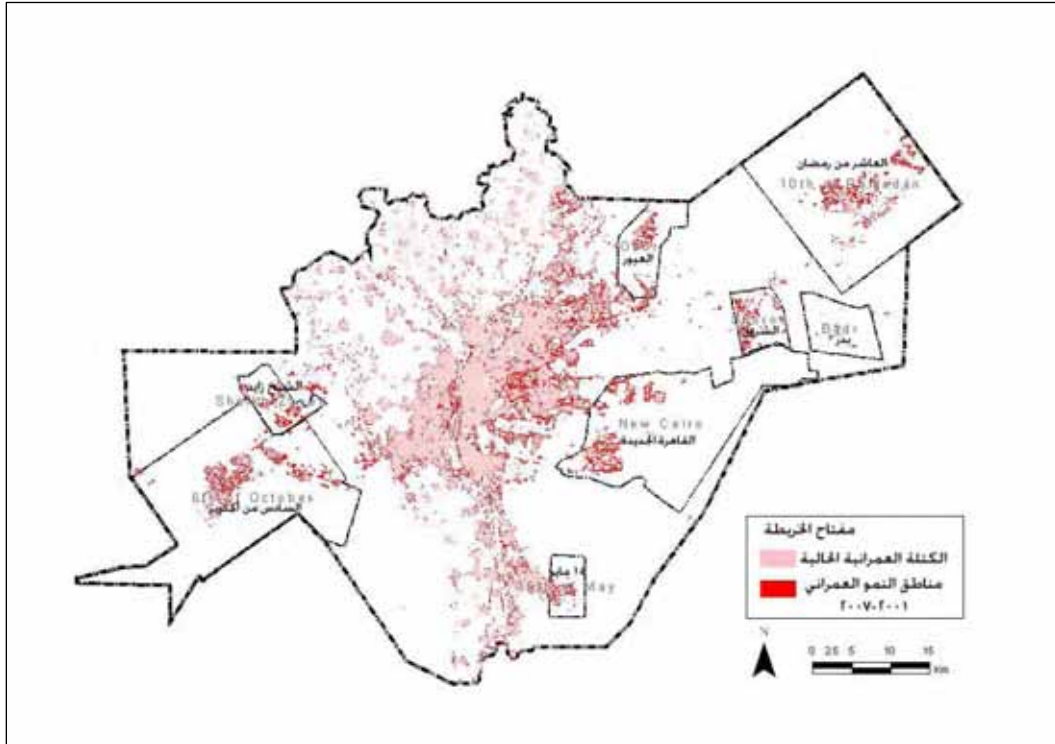 العاشر من رمضان
10th of Ramadan
العبور
الشروق
Badr
بدر
الشيخ زايد
New Cairo
القاهرة الجديدة
6th of October
السادس من أكتوبر
١٥ مايو
May
مفتاح الخريطة
الكتلة العمرانية الحالية
مناطق النمو العمراني
٢٠٠١-٢٠٠٧
N
0 2.5 5 10 15
Km